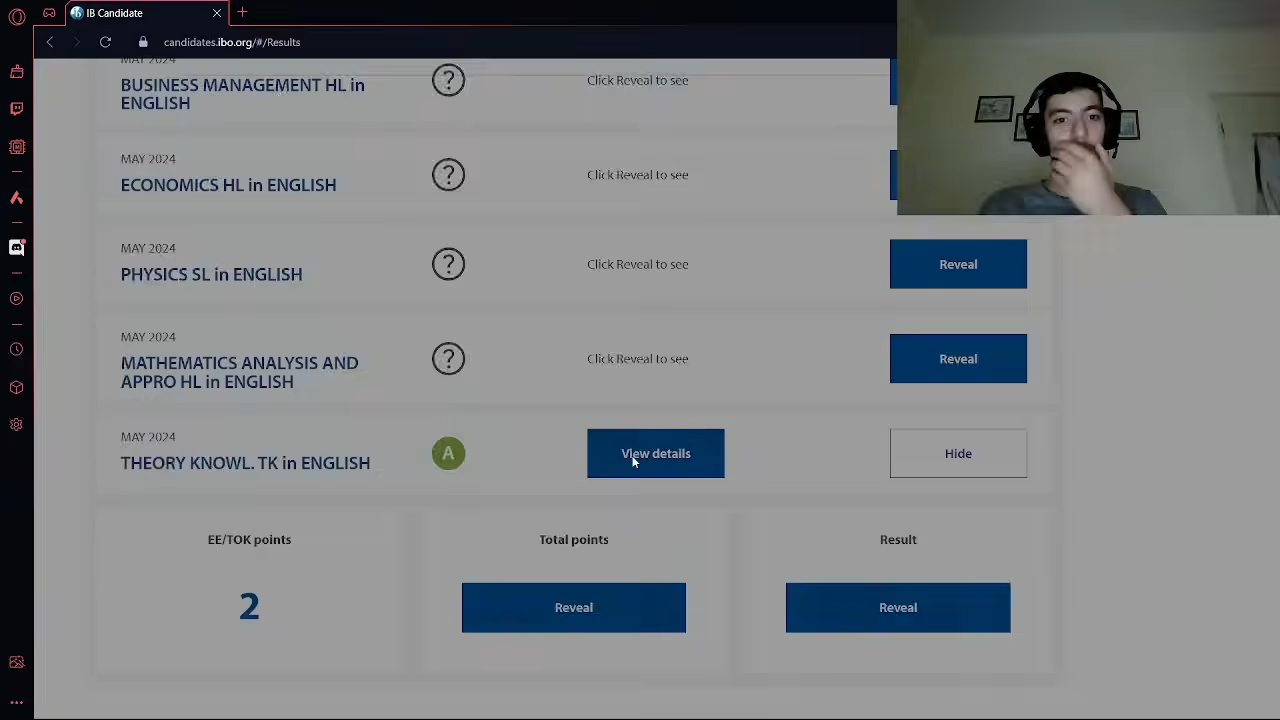 IB Candidate
candidates.ibo.org/#/Results
MAY 2024
BUSINESS MANAGEMENT HL in
ENGLISH
Click Reveal to see
MAY 2024
ECONOMICS HL in ENGLISH
Click Reveal to see
MAY 2024
PHYSICS SL in ENGLISH
Click Reveal to see
Reveal
MAY 2024
MATHEMATICS ANALYSIS AND
APPRO HL in ENGLISH
Click Reveal to see
Reveal
MAY 2024
THEORY KNOWL. TK in ENGLISH
A
View details
Hide
EE/TOK points
2
Total points
Reveal
Result
Reveal